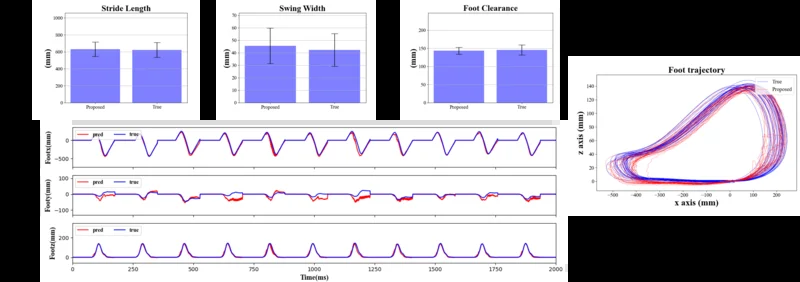 Stride Length
1000
800
600
400
200
0
(mm)
Proposed True
Swing Width
70
60
50
40
30
20
10
0
(mm)
Proposed True
Foot Clearance
200
150
100
50
0
(mm)
Proposed True
Foot trajectory
True
Proposed
140
120
100
80
60
40
20
0
z axis (mm)
-500 -400 -300 -200 -100 0 100 200
x axis (mm)
pred true
0
-500
Footx(mm)
pred true
100
0
-100
Footy(mm)
pred true
200
0
Footz(mm)
0 250 500 750 1000 1250 1500 1750 2000
Time(ms)